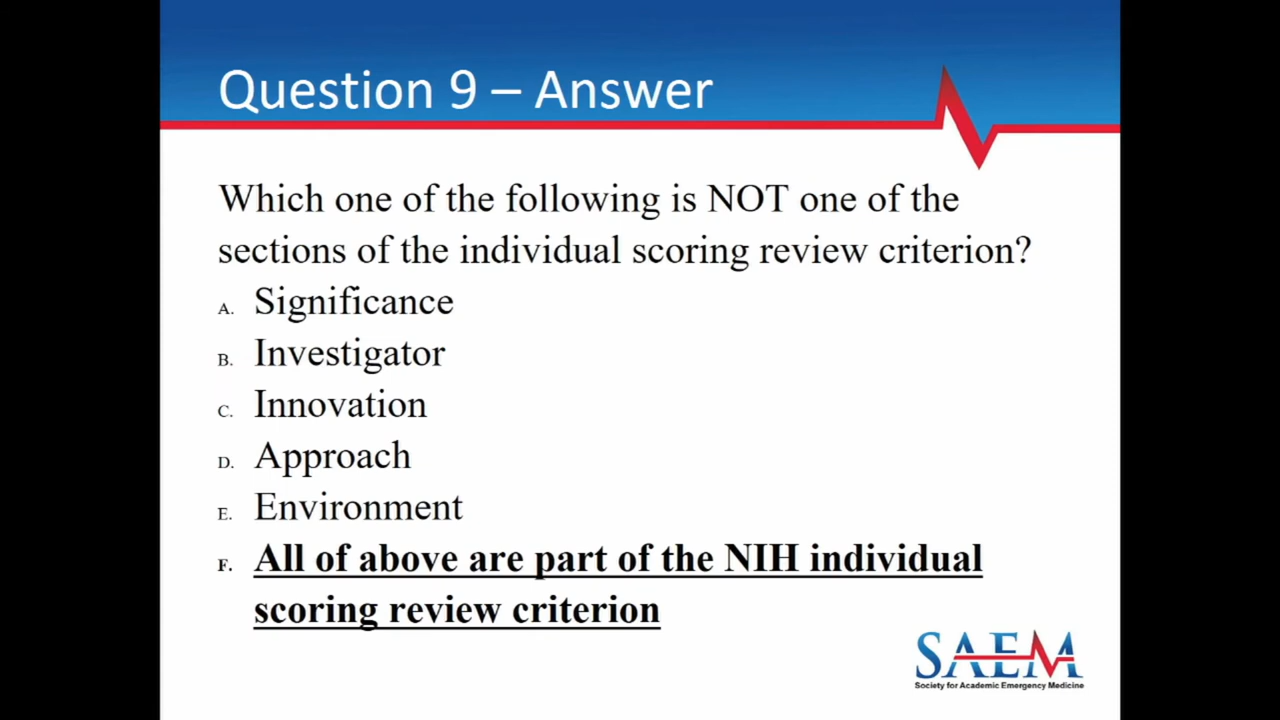 Question 9 – Answer
Which one of the following is NOT one of the
sections of the individual scoring review criterion?
A. Significance
B. Investigator
C. Innovation
D. Approach
E. Environment
F. All of above are part of the NIH individual
scoring review criterion
SAEM
Society for Academic Emergency Medicine